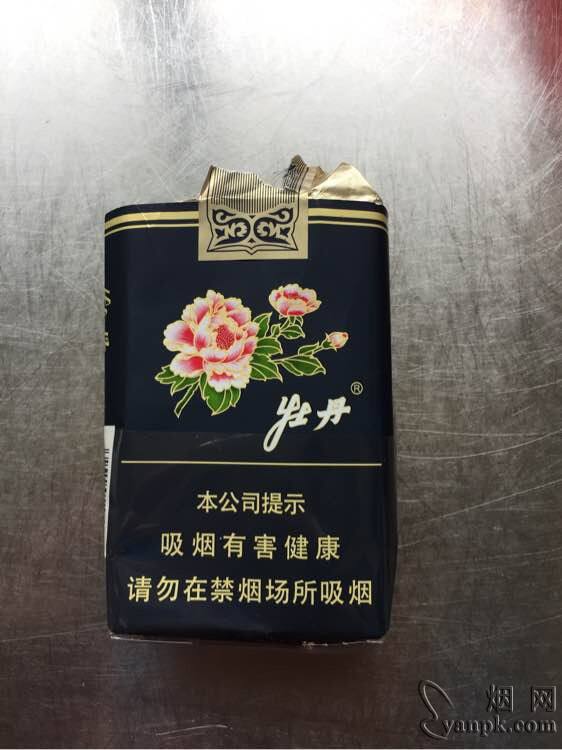 牡丹®
本公司提示
吸烟有害健康
请勿在禁烟场所吸烟
烟网
yanpk.com